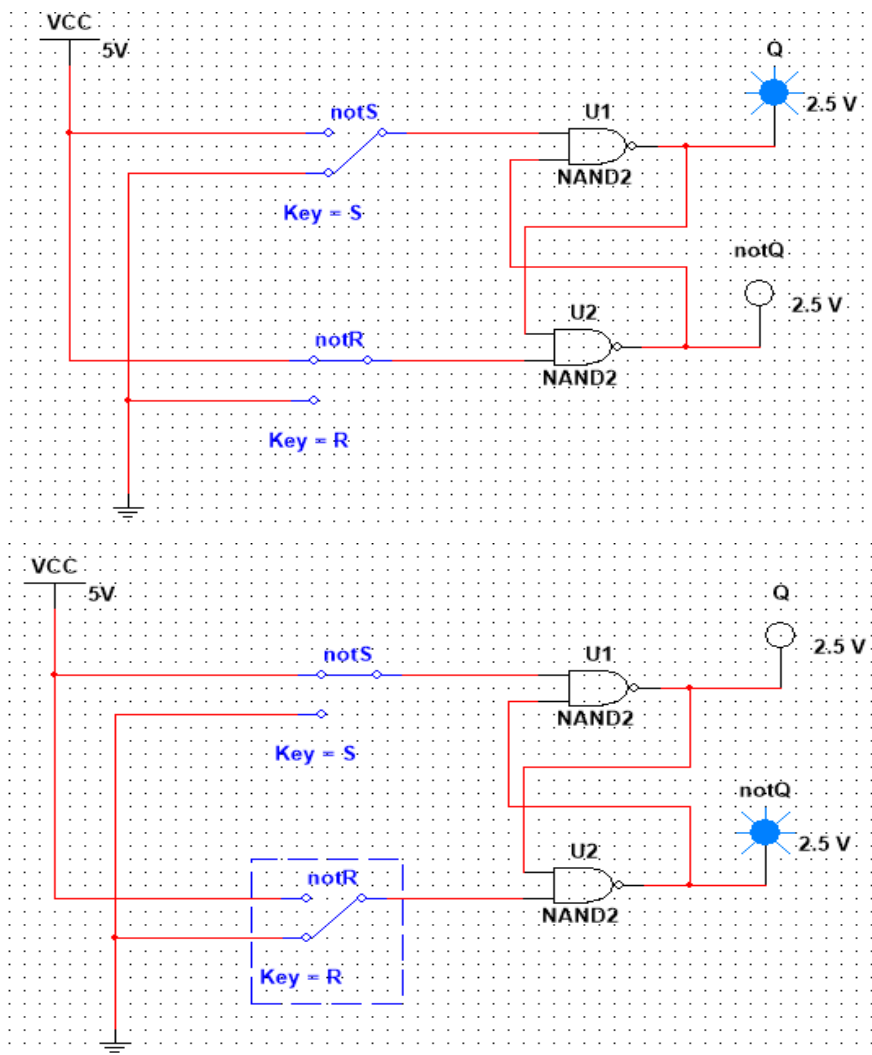 VCC
5V
Q
2.5 V
notS
U1
NAND2
Key = S
notQ
2.5 V
U2
notR
NAND2
Key = R
VCC
5V
Q
2.5 V
notS
U1
NAND2
Key = S
notQ
2.5 V
U2
notR
NAND2
Key = R